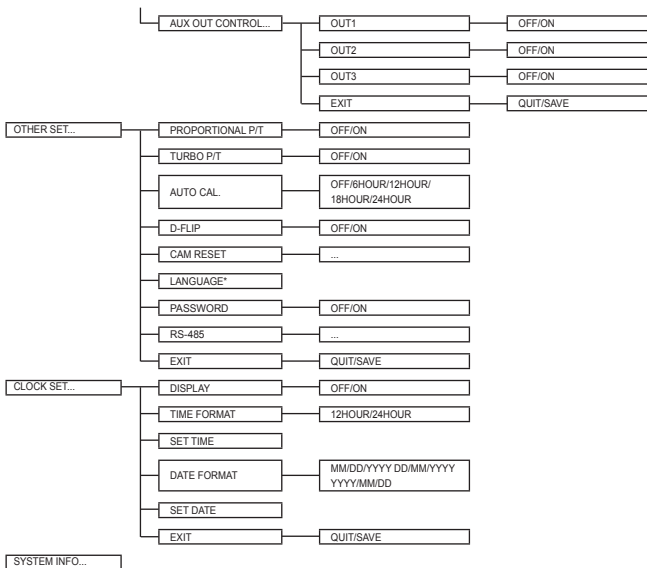 AUX OUT CONTROL... OUT1 OFF/ON
OUT2 OFF/ON
OUT3 OFF/ON
EXIT QUIT/SAVE
OTHER SET... PROPORTIONAL P/T OFF/ON
TURBO P/T OFF/ON
AUTO CAL. OFF/6HOUR/12HOUR/
18HOUR/24HOUR
D-FLIP OFF/ON
CAM RESET ...
LANGUAGE*
PASSWORD OFF/ON
RS-485 ...
EXIT QUIT/SAVE
CLOCK SET... DISPLAY OFF/ON
TIME FORMAT 12HOUR/24HOUR
SET TIME
DATE FORMAT MM/DD/YYYY DD/MM/YYYY
YYYY/MM/DD
SET DATE
EXIT QUIT/SAVE
SYSTEM INFO...